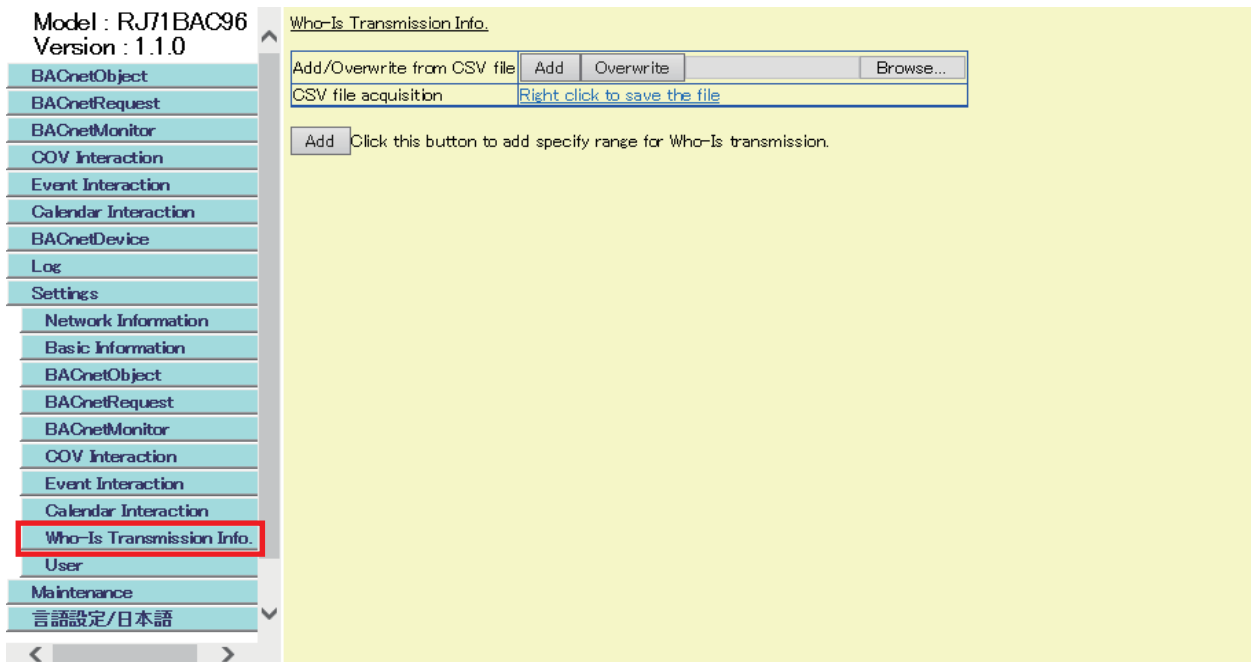 Model : RJ71BAC96
Version : 1.1.0
BACnetObject
BACnetRequest
BACnetMonitor
COV Interaction
Event Interaction
Calendar Interaction
BACnetDevice
Log
Settings
Network Information
Basic Information
BACnetObject
BACnetRequest
BACnetMonitor
COV Interaction
Event Interaction
Calendar Interaction
Who-Is Transmission Info.
User
Maintenance
言語設定/日本語
Who-Is Transmission Info.
Add/Overwrite from CSV file Add Overwrite Browse...
CSV file acquisition Right click to save the file
Add Click this button to add specify range for Who-Is transmission.